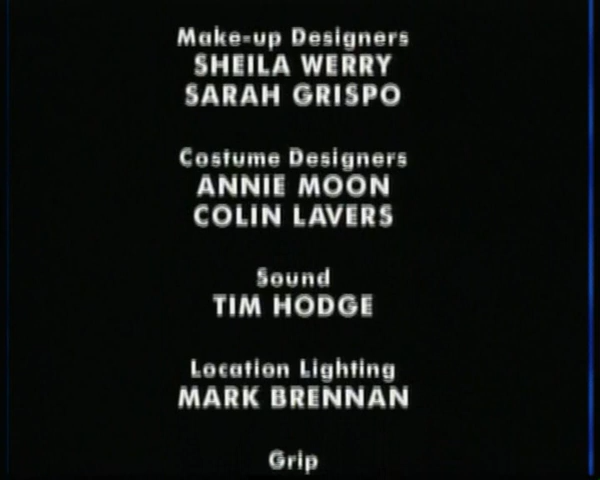 Make-up Designers
SHEILA WERRY
SARAH GRISPO
Costume Designers
ANNIE MOON
COLIN LAVERS
Sound
TIM HODGE
Location Lighting
MARK BRENNAN
Grip